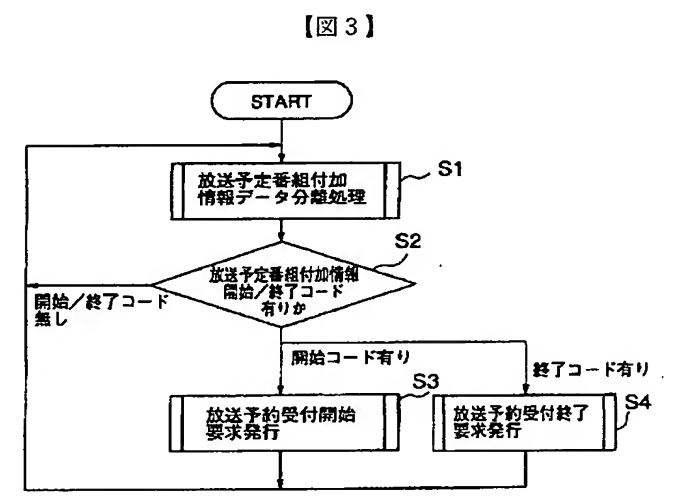 【図3】
START
放送予定番組付加
情報データ分離処理
S1
S2
放送予定番組付加情報
開始／終了コード
有りか
開始／終了コード
無し
開始コード有り
終了コード有り
S3
放送予約受付開始
要求発行
S4
放送予約受付終了
要求発行